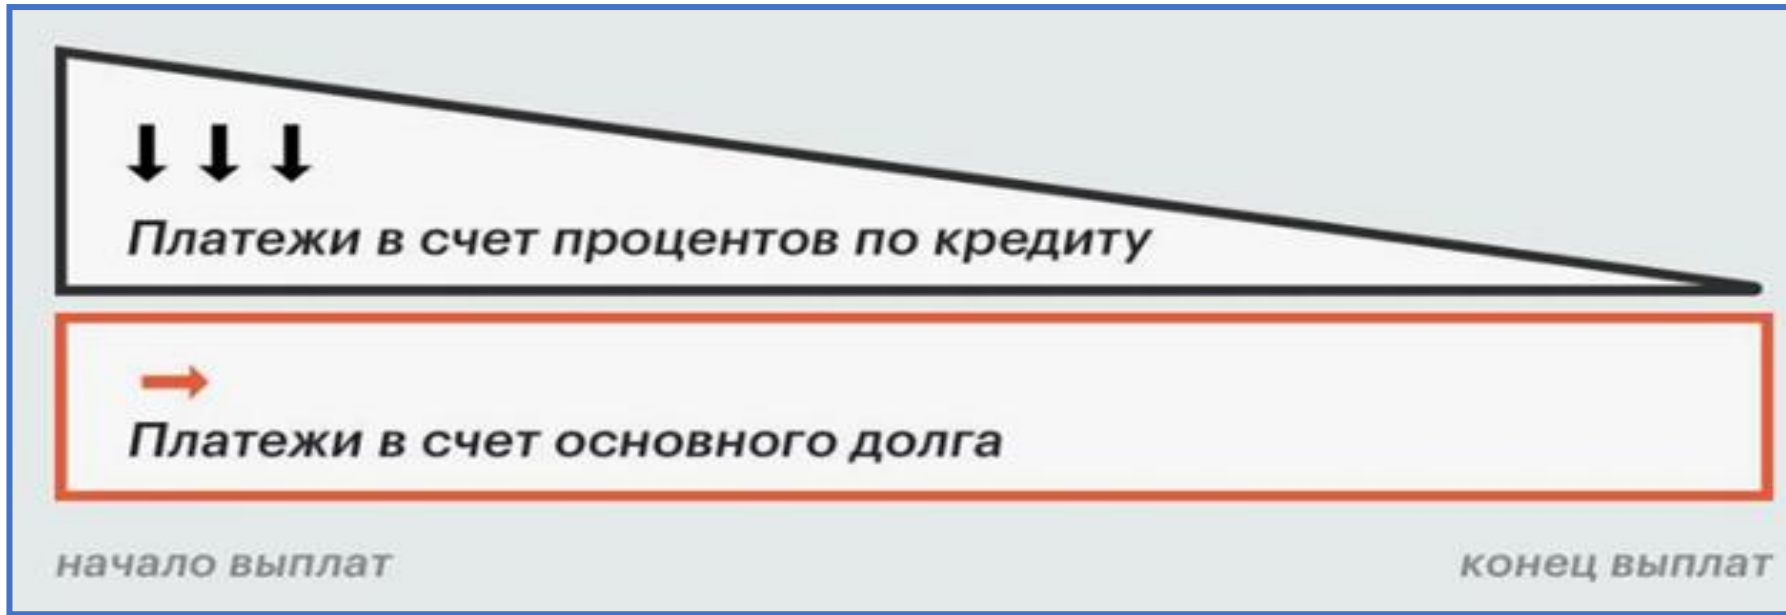 Платежи в счет процентов по кредиту
Платежи в счет основного долга
начало выплат
конец выплат